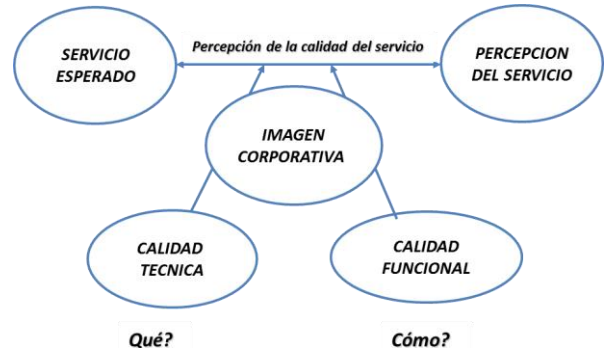 SERVICIO
ESPERADO
Percepción de la calidad del servicio
PERCEPCION
DEL SERVICIO
IMAGEN
CORPORATIVA
CALIDAD
TECNICA
CALIDAD
FUNCIONAL
Qué?
Cómo?